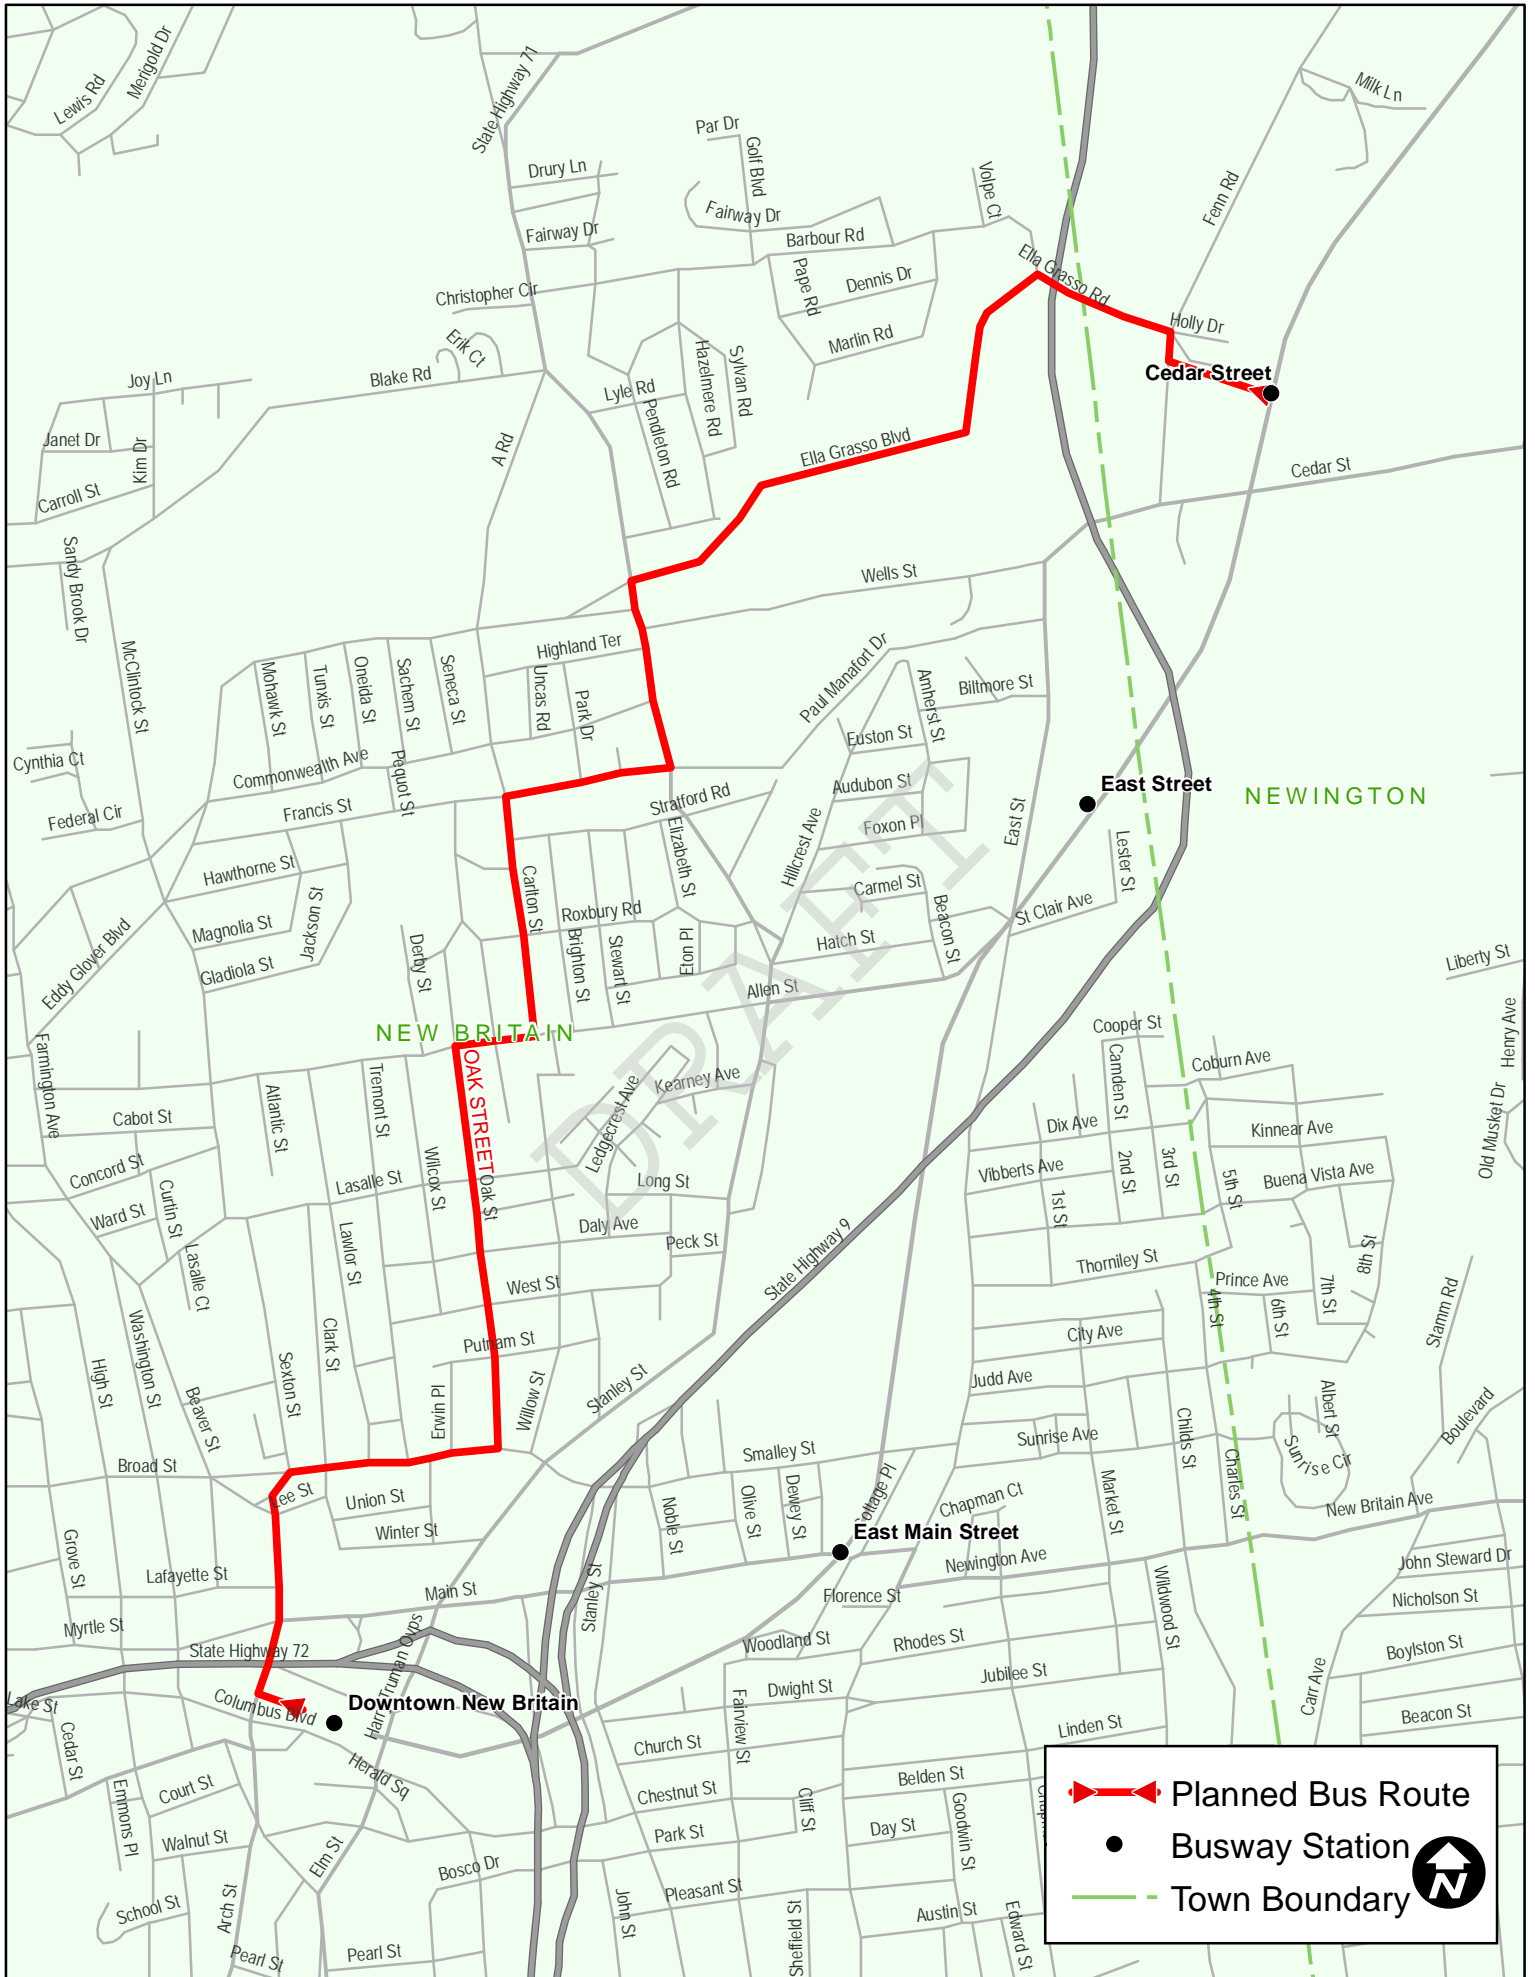 Lewis Rd
Merigold Dr
State Highway 71
Milk Ln
Par Dr
Golf Blvd
Drury Ln
Volpe Ct
Fenn Rd
Fairway Dr
Fairway Dr
Barbour Rd
Ella Grasso Rd
Pape Rd
Dennis Dr
Christopher Cir
Holly Dr
Erik Ct
Marlin Rd
Hazelmere Rd
Sylvan Rd
Joy Ln
Blake Rd
Lyle Rd
Cedar Street
Pendleton Rd
Janet Dr
Kim Dr
A Rd
Ella Grasso Blvd
Cedar St
Carroll St
Sandy Brook Dr
Wells St
McClintock St
Highland Ter
Mohawk St
Tunxis St
Oneida St
Sachem St
Seneca St
Uncas Rd
Park Dr
Paul Manafort Dr
Amherst St
Biltmore St
Euston St
Cynthia Ct
Commonwealth Ave
Pequot St
Audubon St
East Street
NEWINGTON
Federal Cir
Francis St
Stratford Rd
Foxon Pl
East St
Hillcrest Ave
Elizabeth St
Lester St
Hawthorne St
Carlton St
Carmel St
Jackson St
Magnolia St
Roxbury Rd
Beacon St
St Clair Ave
Eddy Glover Blvd
Gladiola St
Derby St
Brighton St
Stewart St
Eton Pl
Hatch St
Liberty St
Allen St
DRAFT
NEW BRITAIN
Farmington Ave
OAK STREET
Cooper St
Henry Ave
Camden St
Coburn Ave
Kearney Ave
Ledgecrest Ave
Cabot St
Atlantic St
Tremont St
Dix Ave
Kinnear Ave
Old Musket Dr
Concord St
Lasalle St
Wilcox St
Oak St
Long St
Vibberts Ave
2nd St
3rd St
5th St
Buena Vista Ave
Ward St
Curtin St
Daly Ave
1st St
Lawlor St
Peck St
State Highway 9
8th St
Lasalle Ct
Thorniley St
Prince Ave
4th St
6th St
7th St
West St
Stamm Rd
Washington St
Clark St
Putnam St
City Ave
High St
Sexton St
Beaver St
Erwin Pl
Willow St
Stanley St
Judd Ave
Albert St
Boulevard
Childs St
Sunrise Ave
Sunrise Cir
Broad St
Smalley St
Charles St
Lee St
Union St
Noble St
Olive St
Dewey St
Cottage Pl
Chapman Ct
Market St
New Britain Ave
Winter St
East Main Street
Grove St
Lafayette St
Main St
Stanley St
Newington Ave
John Steward Dr
Florence St
Wildwood St
Nicholson St
Myrtle St
Harry Truman Ovps
Woodland St
Rhodes St
State Highway 72
Boylston St
Jubilee St
Carr Ave
Dwight St
Lake St
Columbus Blvd
Downtown New Britain
Fairview St
Beacon St
Linden St
Cedar St
Church St
Herald Sq
Court St
Emmons Pl
Chestnut St
Cliff St
Belden St
Goodwin St
Planned Bus Route
Walnut St
Park St
Day St
Busway Station
Elm St
Bosco Dr
N
Town Boundary
School St
Arch St
John St
Pleasant St
Sheffield St
Austin St
Edward St
Pearl St
Pearl St